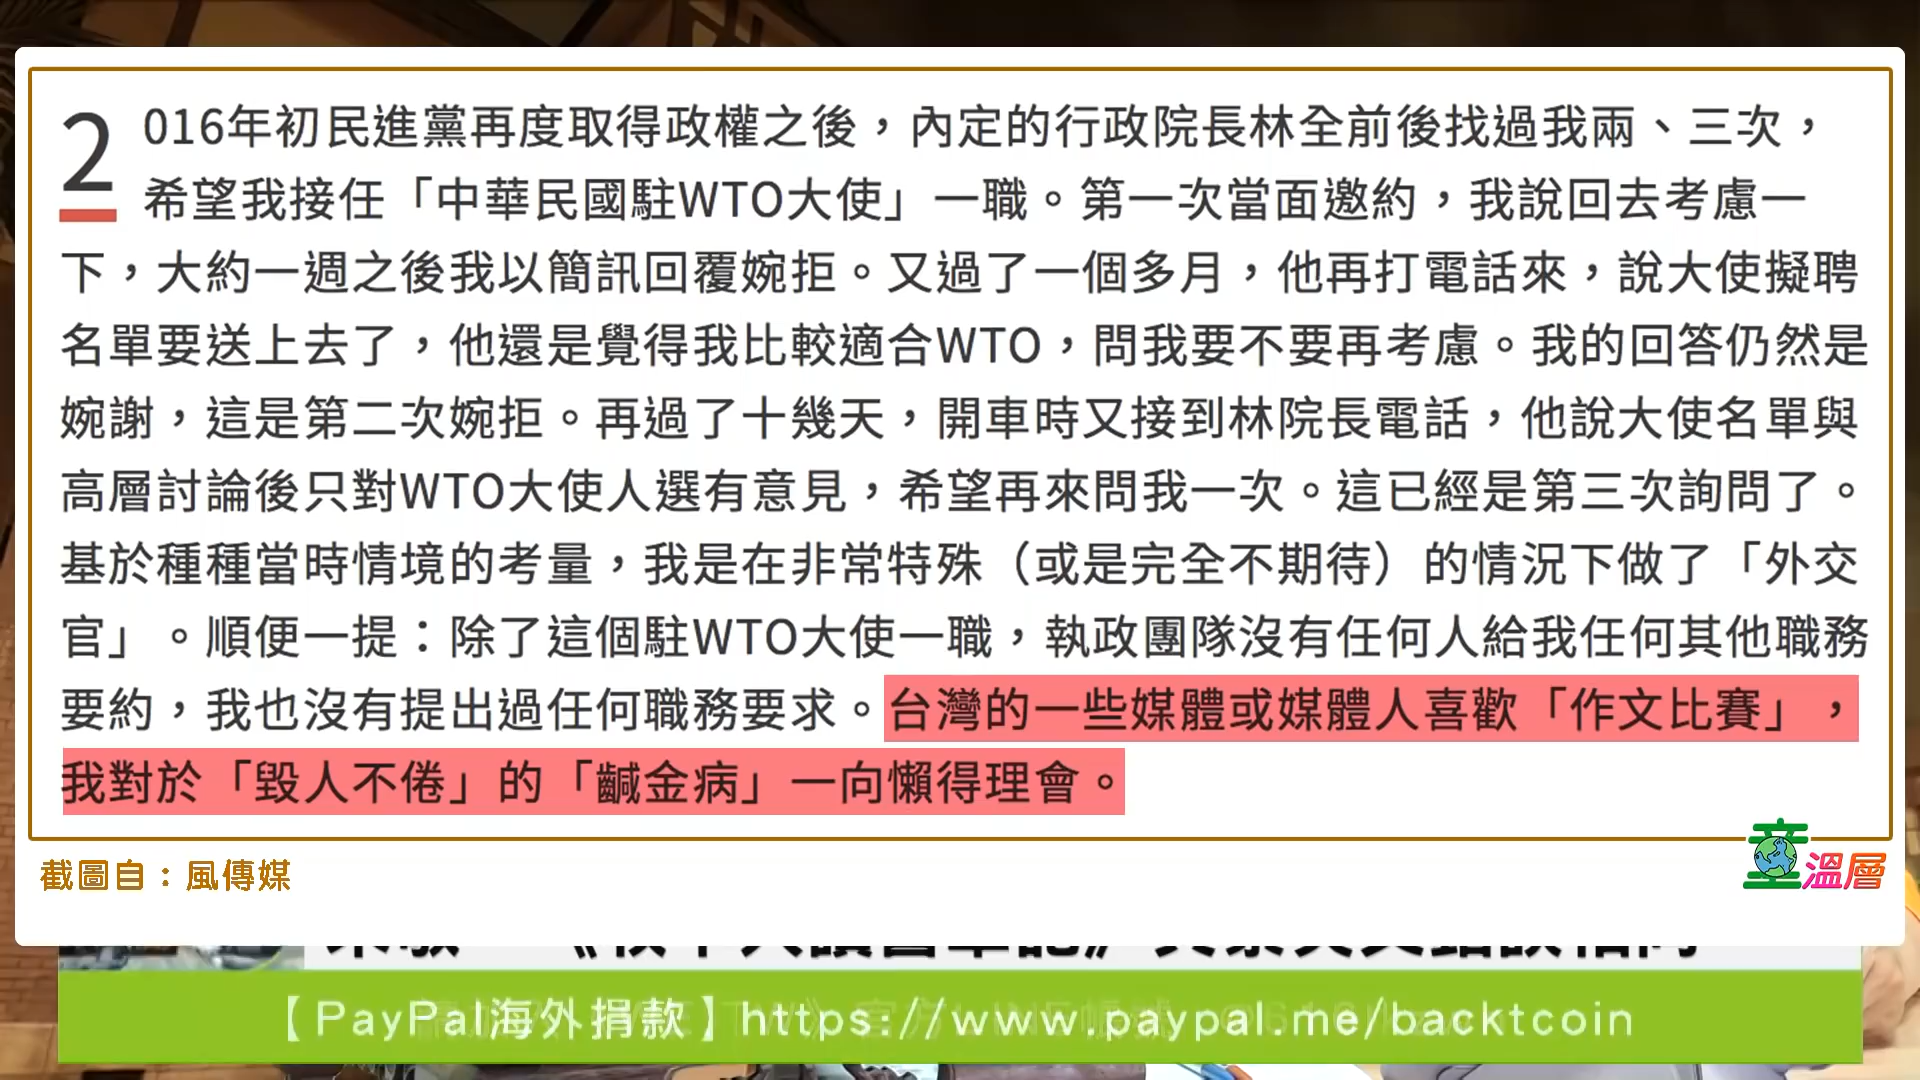 2016年初民進黨再度取得政權之後，內定的行政院長林全前後找過我兩、三次，
希望我接任「中華民國駐WTO大使」一職。第一次當面邀約，我說回去考慮一
下，大約一週之後我以簡訊回覆婉拒。又過了一個多月，他再打電話來，說大使擬聘
名單要送上去了，他還是覺得我比較適合WTO，問我要不要再考慮。我的回答仍然是
婉謝，這是第二次婉拒。再過了十幾天，開車時又接到林院長電話，他說大使名單與
高層討論後只對WTO大使人選有意見，希望再來問我一次。這已經是第三次詢問了。
基於種種當時情境的考量，我是在非常特殊（或是完全不期待）的情況下做了「外交
官」。順便一提：除了這個駐WTO大使一職，執政團隊沒有任何人給我任何其他職務
要約，我也沒有提出過任何職務要求。台灣的一些媒體或媒體人喜歡「作文比賽」，
我對於「毀人不倦」的「鹹金病」一向懶得理會。
截圖自：風傳媒
童溫層
【PayPal海外捐款】https://www.paypal.me/backtcoin